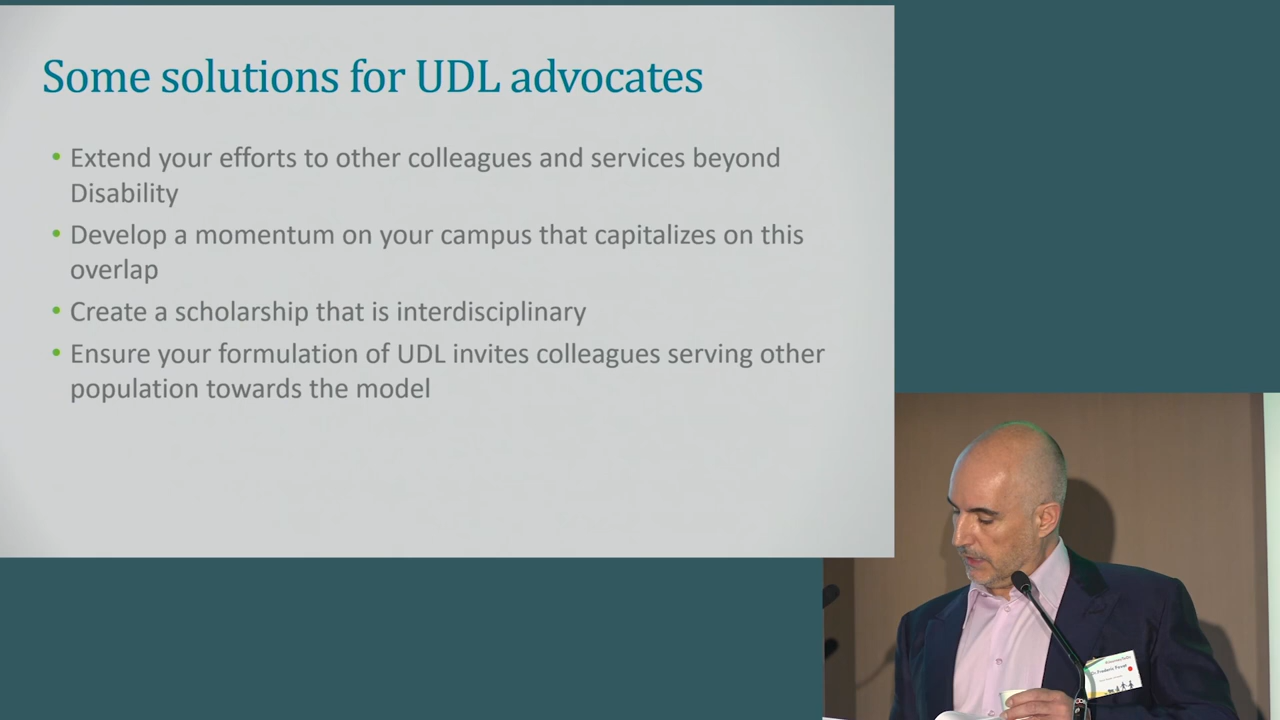 Some solutions for UDL advocates
• Extend your efforts to other colleagues and services beyond
Disability
• Develop a momentum on your campus that capitalizes on this
overlap
• Create a scholarship that is interdisciplinary
• Ensure your formulation of UDL invites colleagues serving other
population towards the model
Frederic